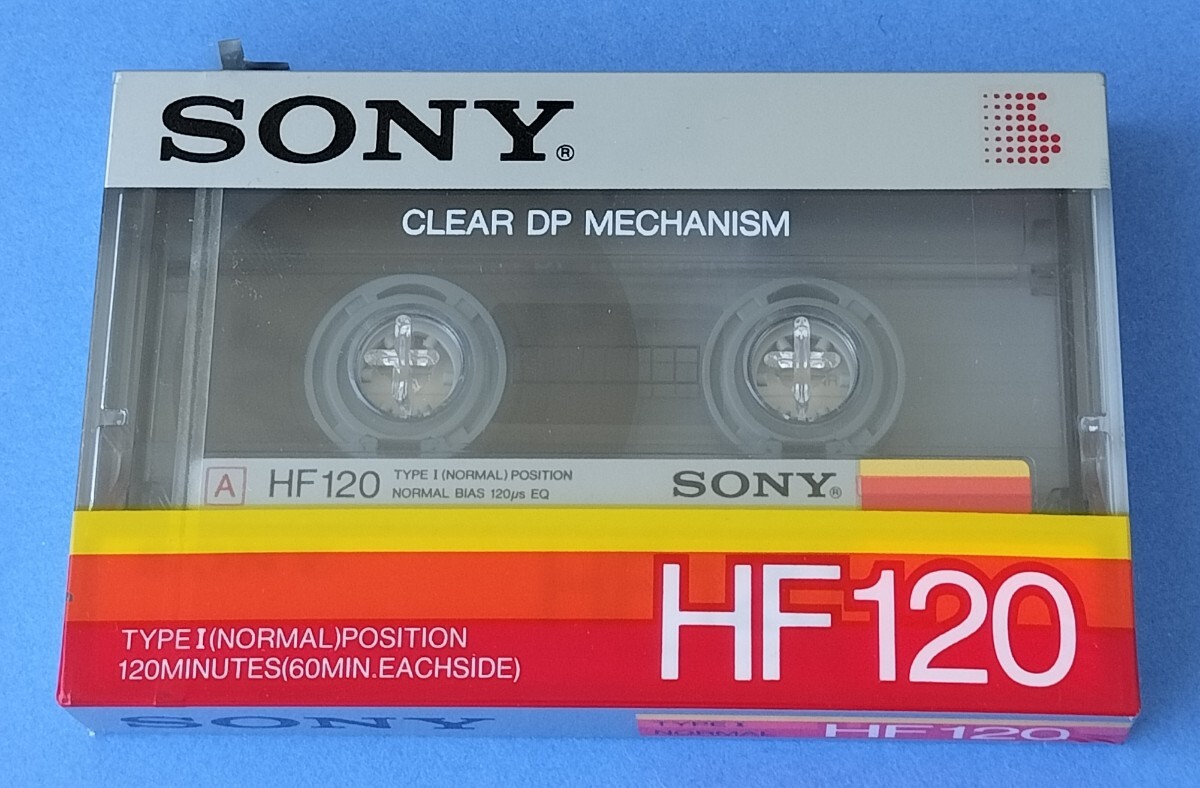 SONY®
CLEAR DP MECHANISM
A HF120 TYPE I (NORMAL) POSITION
NORMAL BIAS 120µs EQ
SONY®
HF120
TYPE I (NORMAL) POSITION
120MINUTES(60MIN.EACHSIDE)
SONY
TYPE I
NORMAL
HF120